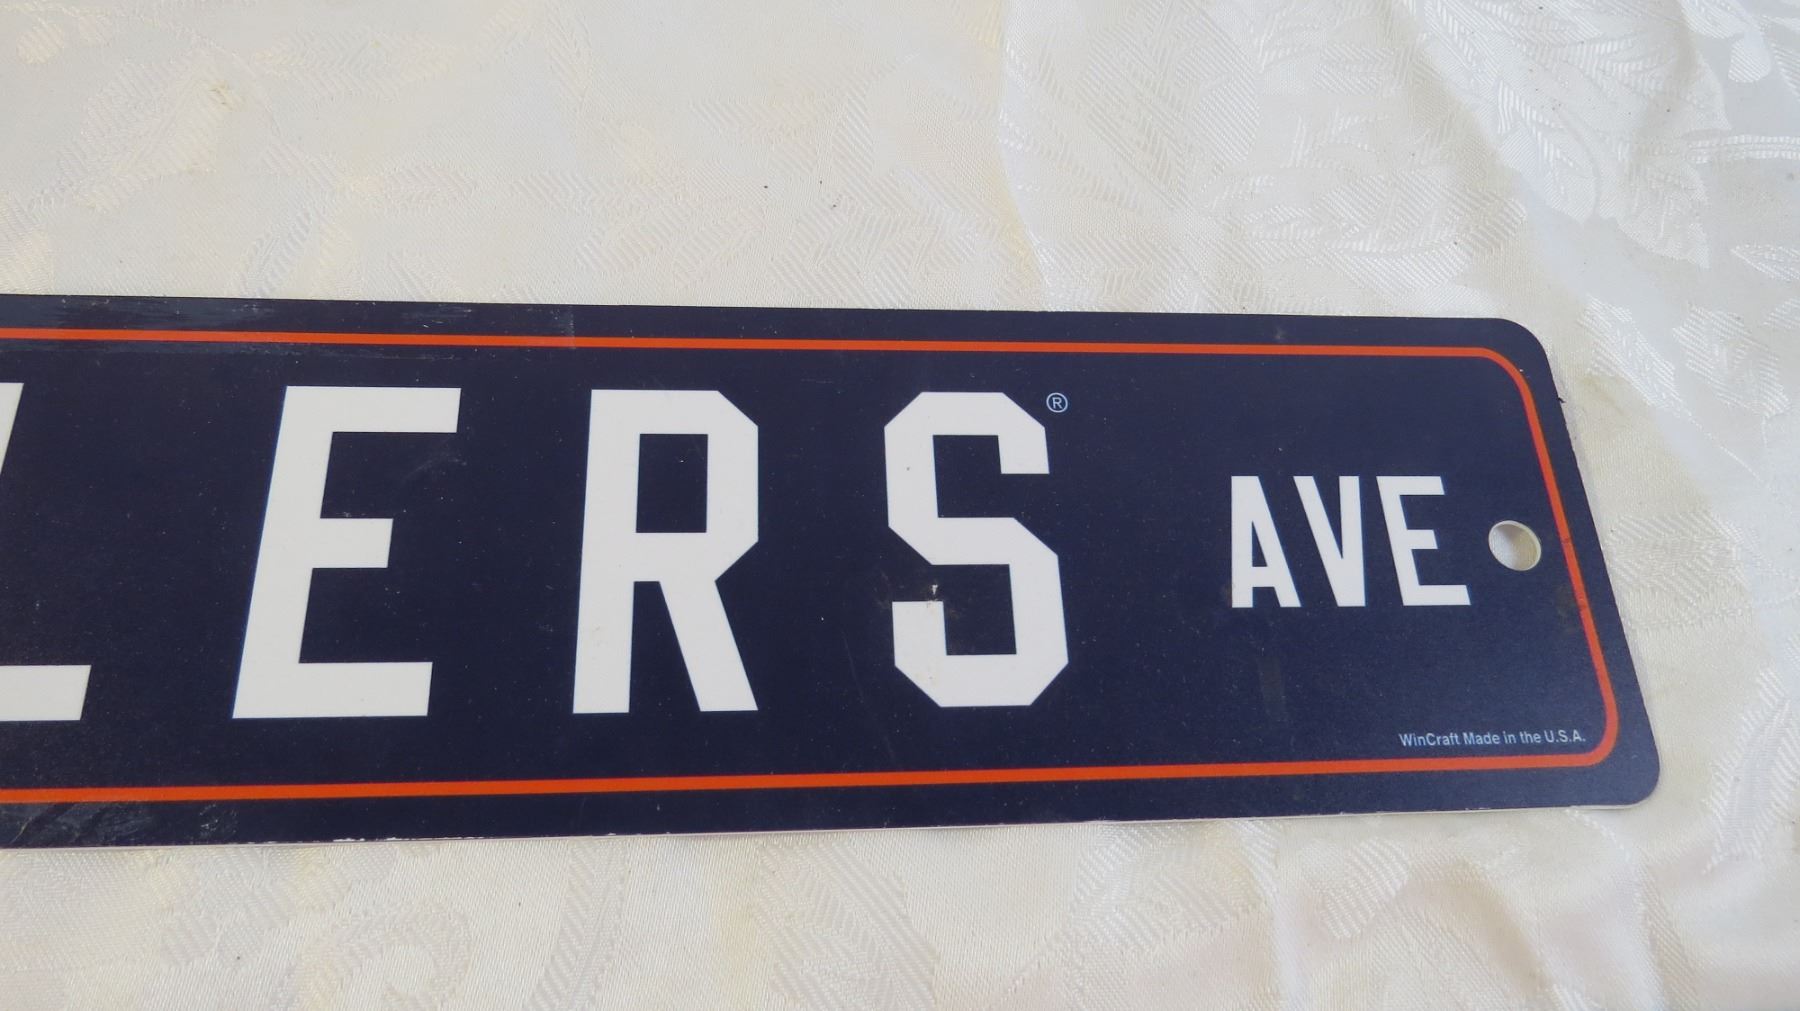 LERS® AVE
WinCraft Made in the U.S.A.